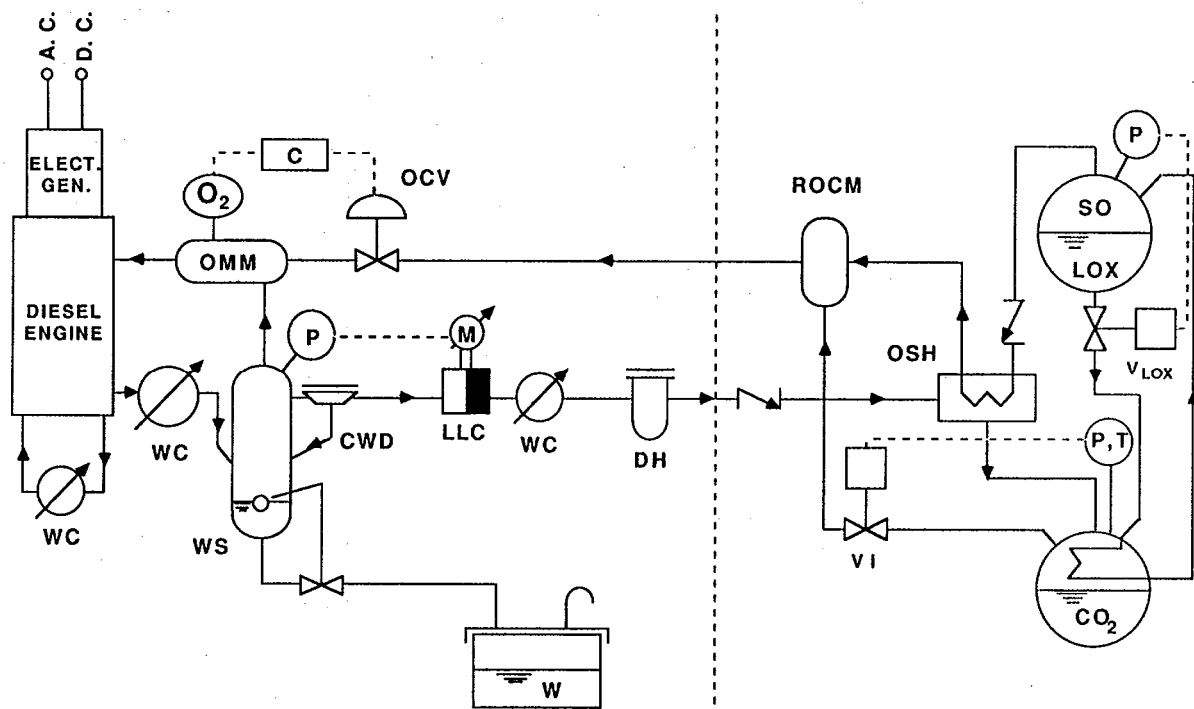 A. C.
D. C.
ELECT.
GEN.
DIESEL
ENGINE
WC
WC
O₂
C
OCV
OMM
P
M
CWD
LLC
WC
DH
WS
W
ROCM
OSH
P
SO
LOX
V LOX
P, T
VI
CO₂